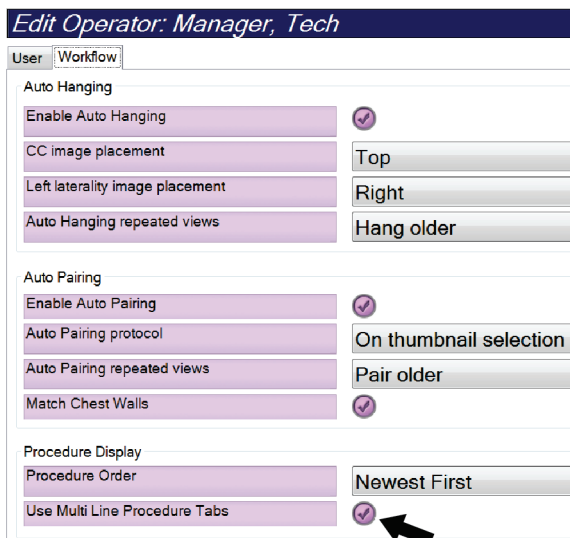 Edit Operator: Manager, Tech
User Workflow
Auto Hanging
Enable Auto Hanging
CC image placement Top
Left laterality image placement Right
Auto Hanging repeated views Hang older
Auto Pairing
Enable Auto Pairing
Auto Pairing protocol On thumbnail selection
Auto Pairing repeated views Pair older
Match Chest Walls
Procedure Display
Procedure Order Newest First
Use Multi Line Procedure Tabs